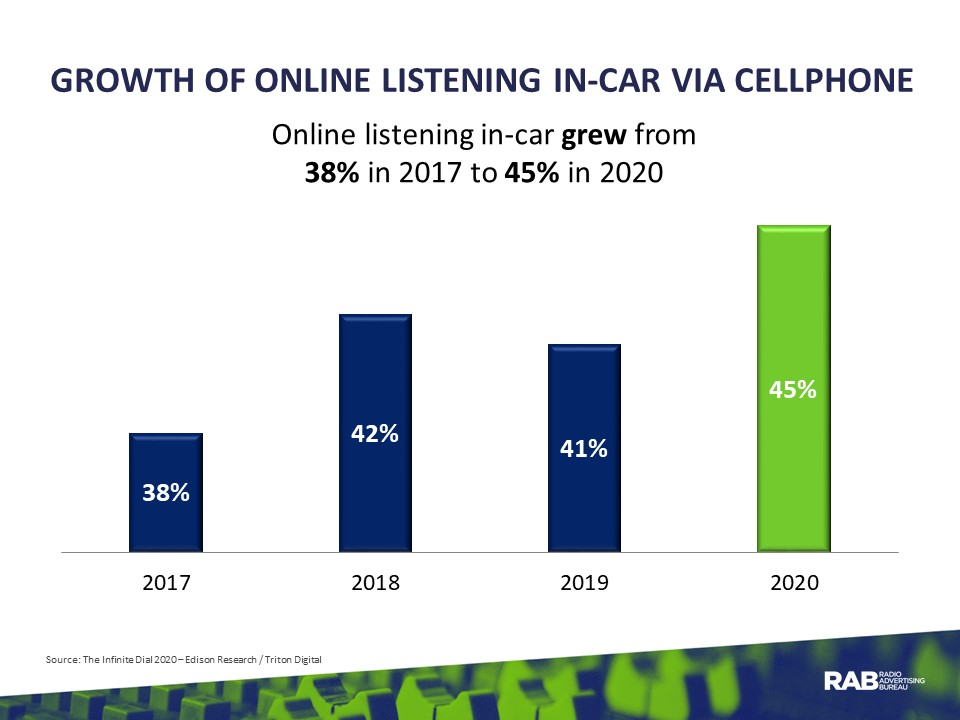 GROWTH OF ONLINE LISTENING IN-CAR VIA CELLPHONE
Online listening in-car grew from
38% in 2017 to 45% in 2020
38%
42%
41%
45%
2017
2018
2019
2020
Source: The Infinite Dial 2020 – Edison Research / Triton Digital
RAB RADIO
ADVERTISING
BUREAU